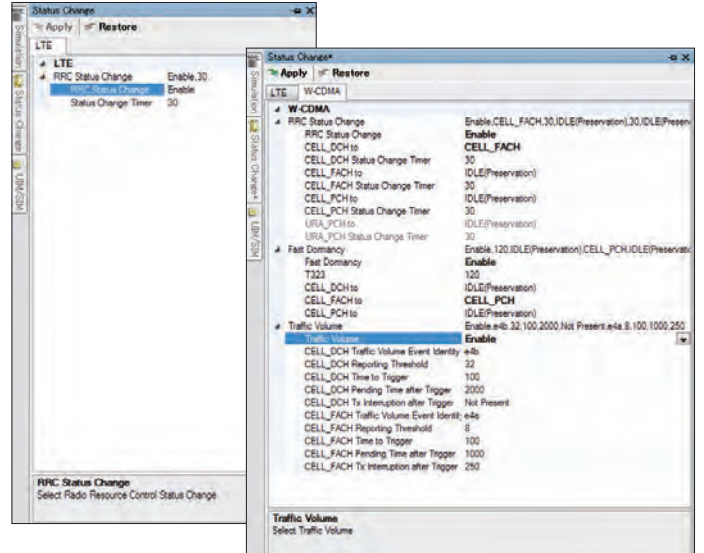 Status Change
Apply Restore
LTE
LTE
RRC Status Change Enable,30
RRC Status Change Enable
Status Change Timer 30
RRC Status Change
Select Radio Resource Control Status Change
Simulation
Status Change
UIM/SIM
Status Change*
Apply Restore
LTE W-CDMA
W-CDMA
RRC Status Change Enable,CELL_FACH,30,IDLE(Preservation),30,IDLE(Preserv
RRC Status Change Enable
CELL_DCH to CELL_FACH
CELL_DCH Status Change Timer 30
CELL_FACH to IDLE(Preservation)
CELL_FACH Status Change Timer 30
CELL_PCH to IDLE(Preservation)
CELL_PCH Status Change Timer 30
URA_PCH to IDLE(Preservation)
URA_PCH Status Change Timer 30
Fast Dormancy Enable,120,IDLE(Preservation),CELL_PCH,IDLE(Preservatio
Fast Dormancy Enable
T323 120
CELL_DCH to IDLE(Preservation)
CELL_FACH to CELL_PCH
CELL_PCH to IDLE(Preservation)
Traffic Volume Enable,e4b,32,100,2000,Not Present,e4a,8,100,1000,250
Traffic Volume Enable
CELL_DCH Traffic Volume Event Identity e4b
CELL_DCH Reporting Threshold 32
CELL_DCH Time to Trigger 100
CELL_DCH Pending Time after Trigger 2000
CELL_DCH Tx Interruption after Trigger Not Present
CELL_FACH Traffic Volume Event Identit e4a
CELL_FACH Reporting Threshold 8
CELL_FACH Time to Trigger 100
CELL_FACH Pending Time after Trigger 1000
CELL_FACH Tx Interruption after Trigger 250
Traffic Volume
Select Traffic Volume
Simulation
Status Change*
UIM/SIM